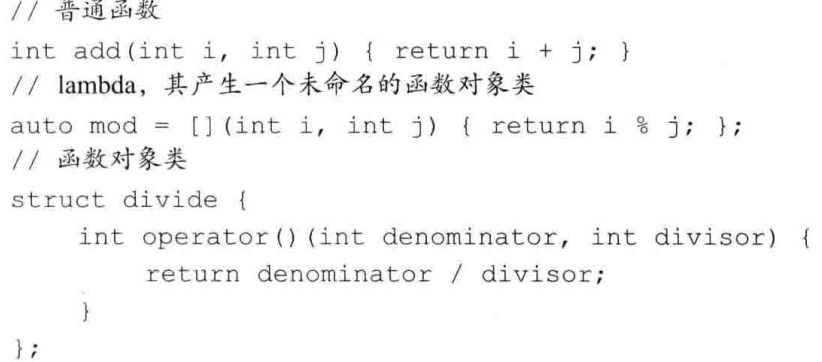 // 普通函数
int add(int i, int j) { return i + j; }
// lambda，其产生一个未命名的函数对象类
auto mod = [](int i, int j) { return i % j; };
// 函数对象类
struct divide {
    int operator()(int denominator, int divisor) {
        return denominator / divisor;
    }
};